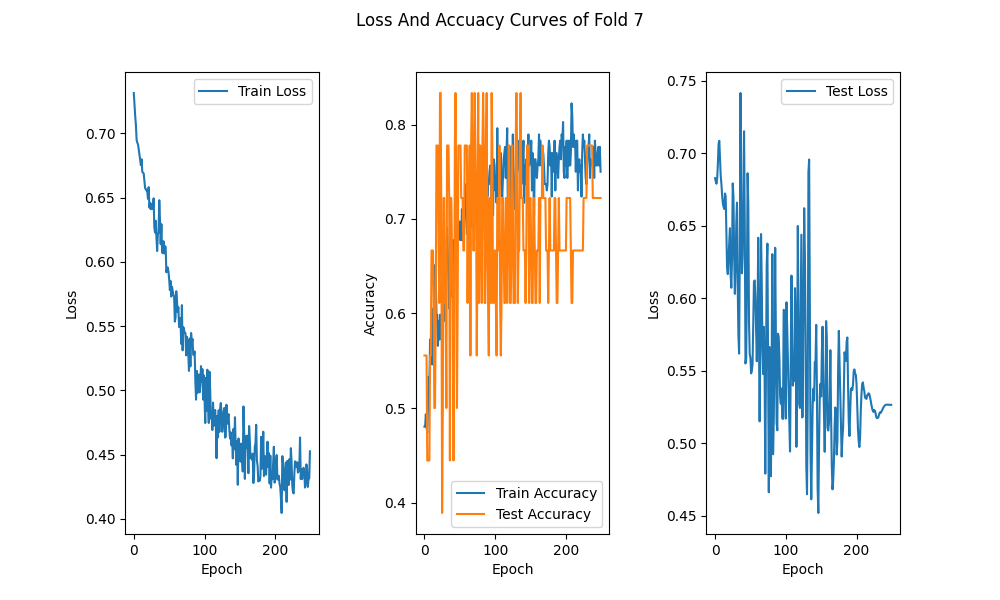 Loss And Accuacy Curves of Fold 7
Train Loss
0.70
0.65
0.60
0.55
0.50
0.45
0.40
Loss
0
100
200
Epoch
0.8
0.7
0.6
0.5
0.4
Accuracy
Train Accuracy
Test Accuracy
0
100
200
Epoch
Test Loss
0.75
0.70
0.65
0.60
0.55
0.50
0.45
Loss
0
100
200
Epoch